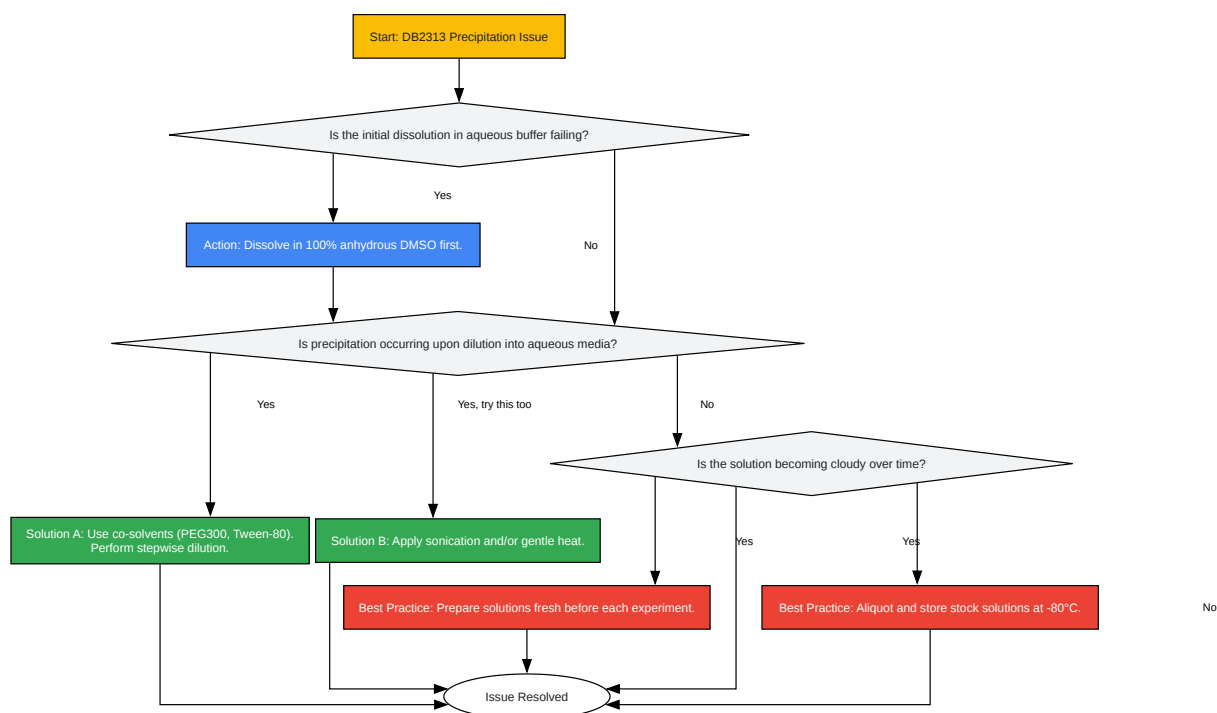 Start: DB2313 Precipitation Issue
Is the initial dissolution in aqueous buffer failing?
Yes
Action: Dissolve in 100% anhydrous DMSO first.
No
Is precipitation occurring upon dilution into aqueous media?
Yes
Yes, try this too
No
Is the solution becoming cloudy over time?
Solution A: Use co-solvents (PEG300, Tween-80).
Perform stepwise dilution.
Solution B: Apply sonication and/or gentle heat.
Yes
Yes
Best Practice: Prepare solutions fresh before each experiment.
Best Practice: Aliquot and store stock solutions at -80°C.
No
Issue Resolved